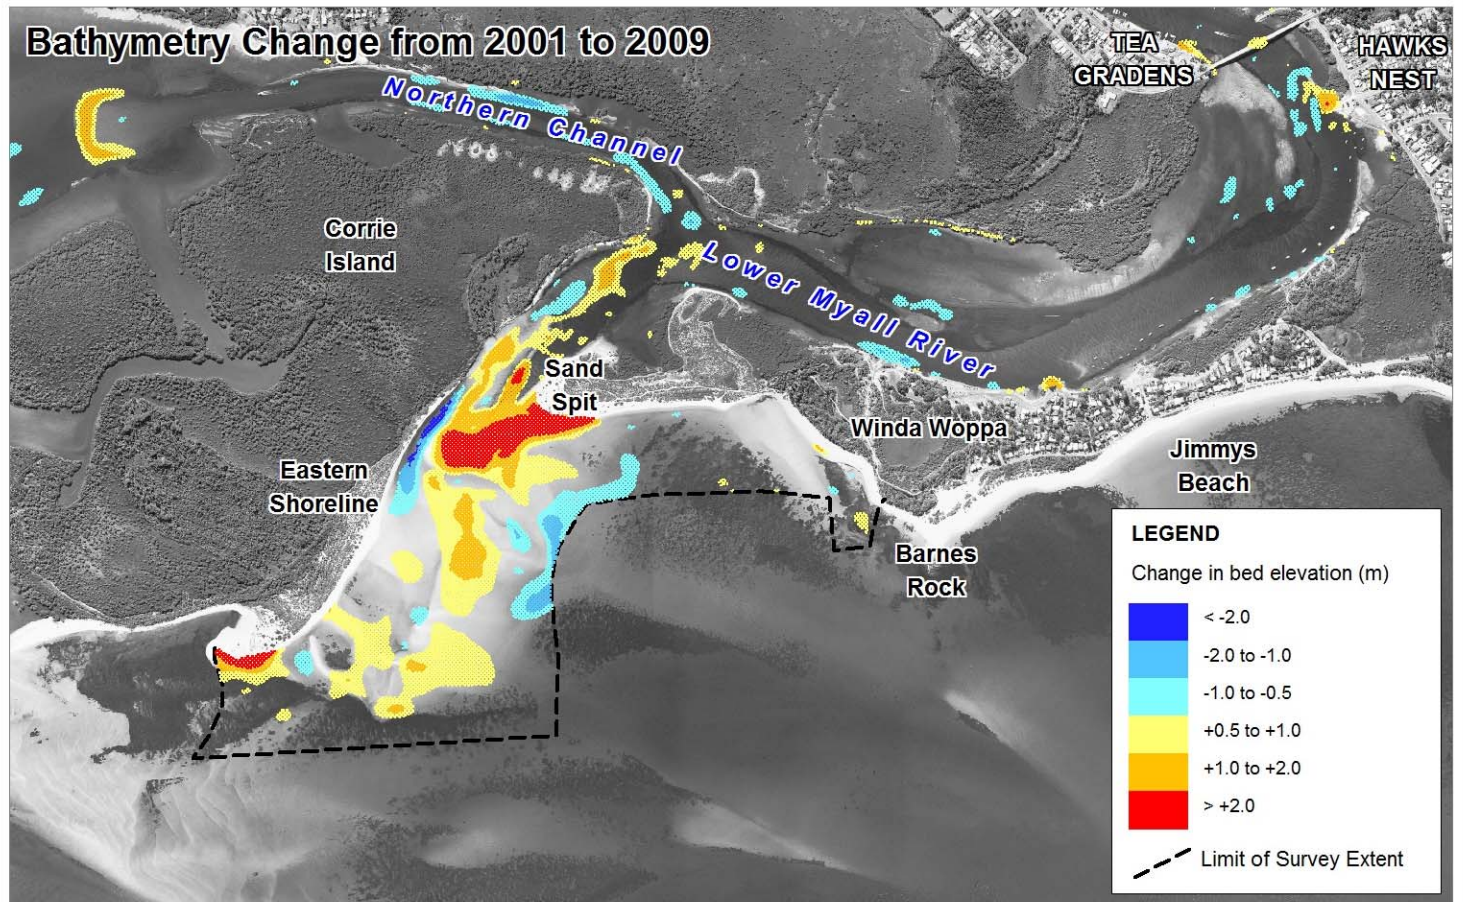 Bathymetry Change from 2001 to 2009
TEA
GRADENS
HAWKS
NEST
Northern Channel
Corrie
Island
Lower Myall River
Sand
Spit
Winda Woppa
Jimmys
Beach
Eastern
Shoreline
Barnes
Rock
LEGEND
Change in bed elevation (m)
< -2.0
-2.0 to -1.0
-1.0 to -0.5
+0.5 to +1.0
+1.0 to +2.0
> +2.0
Limit of Survey Extent